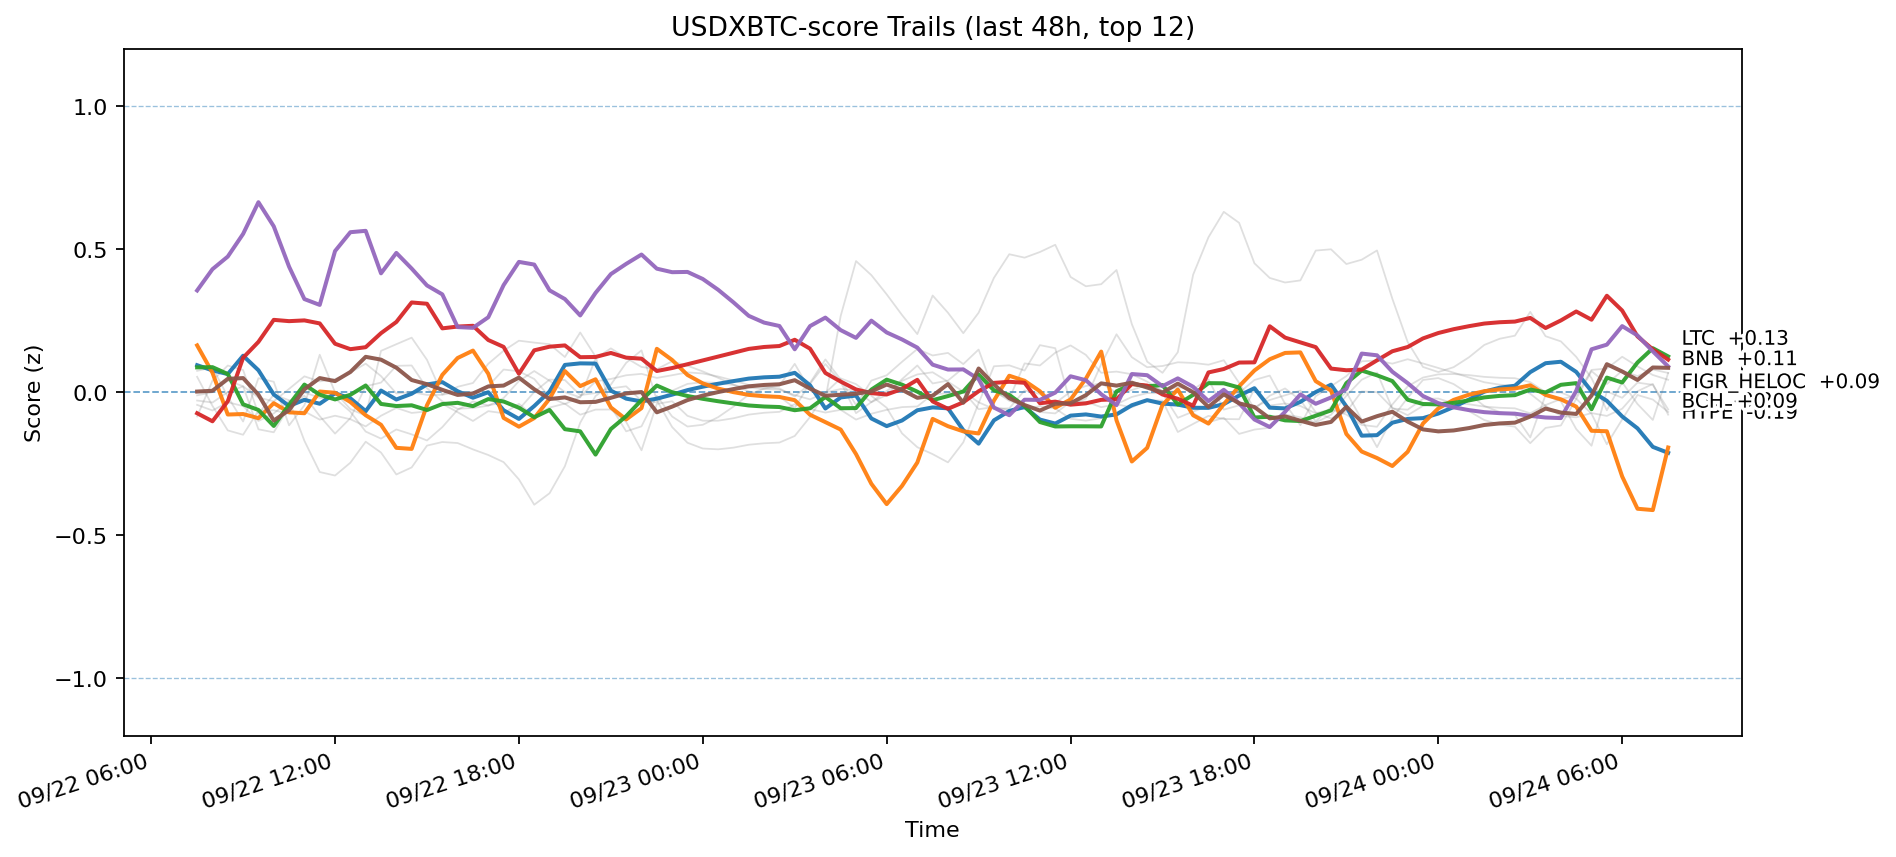 USDXBTC-score Trails (last 48h, top 12)
Score (z)
1.0
0.5
0.0
−0.5
−1.0
LTC +0.13
BNB +0.11
FIGR_HELOC +0.09
BCH +0.09
HYPE -0.19
09/22 06:00
09/22 12:00
09/22 18:00
09/23 00:00
09/23 06:00
09/23 12:00
09/23 18:00
09/24 00:00
09/24 06:00
Time